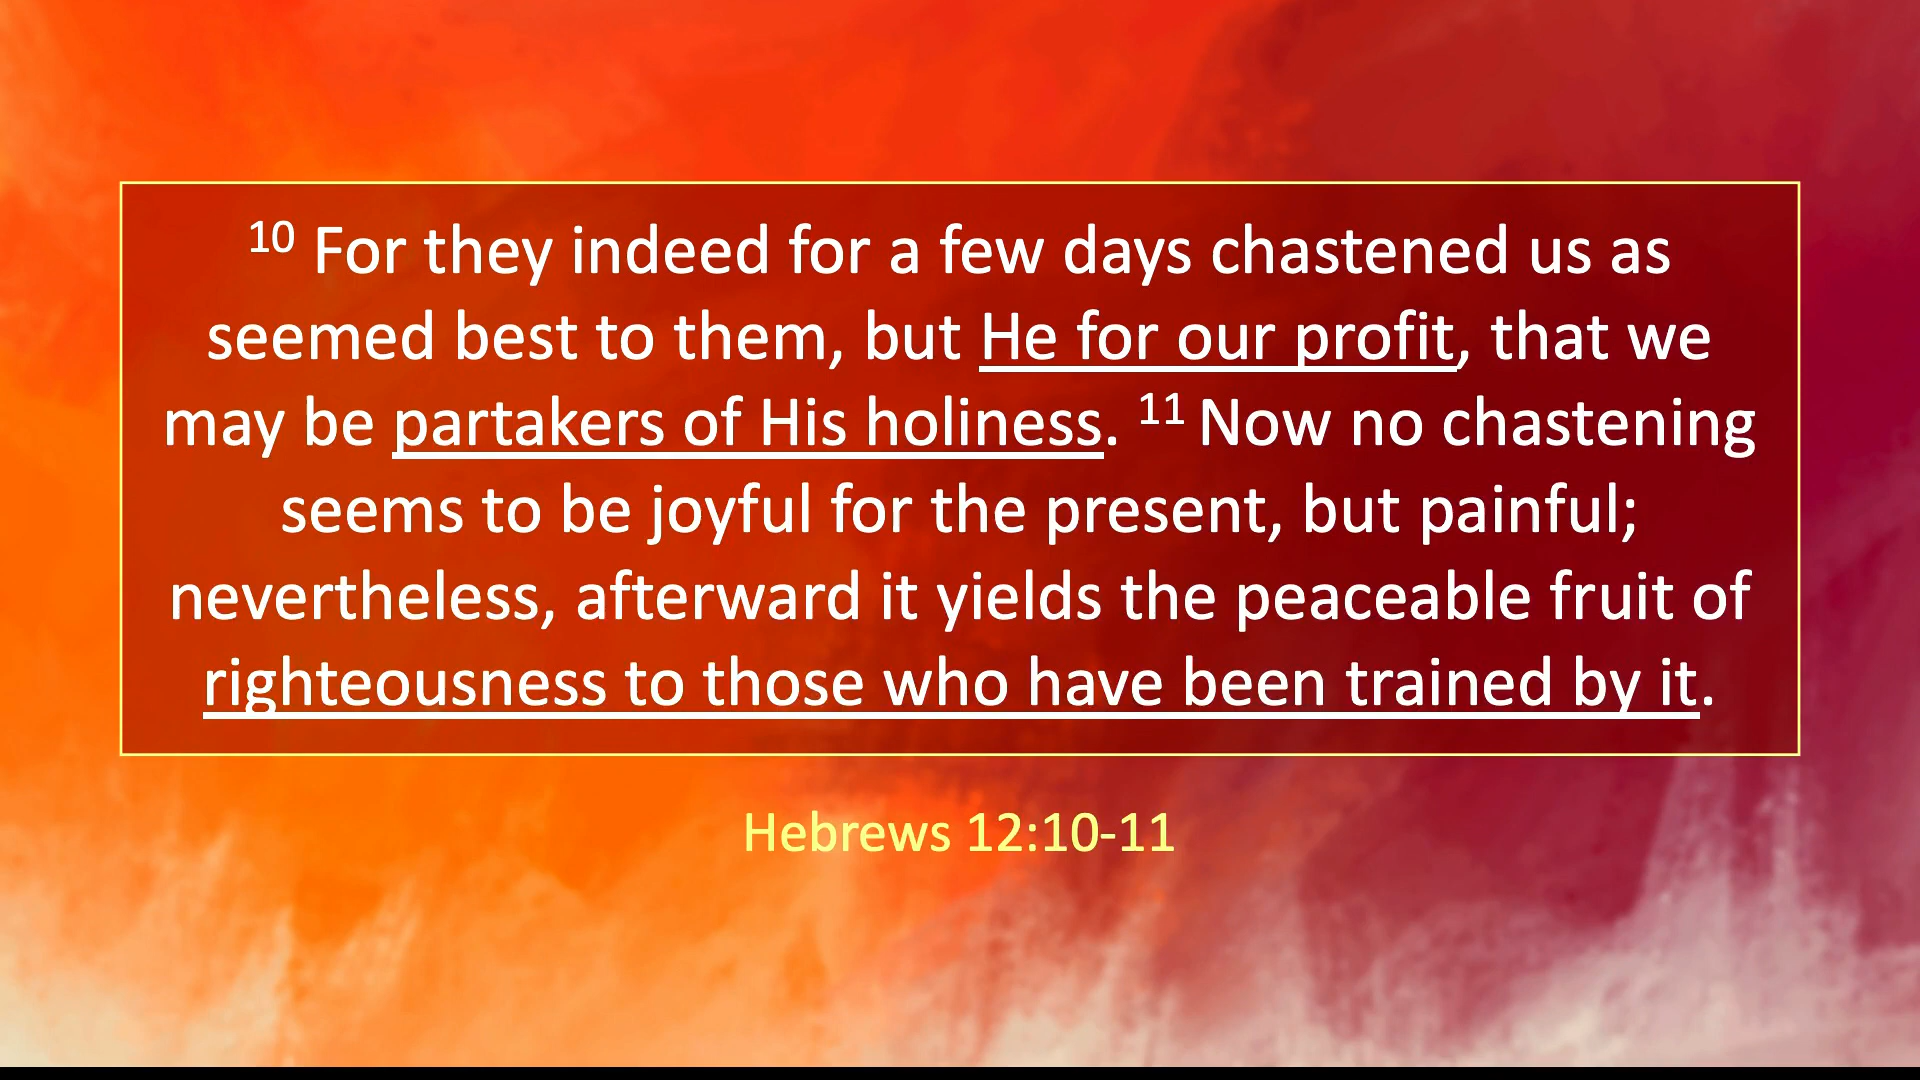 10 For they indeed for a few days chastened us as
seemed best to them, but He for our profit, that we
may be partakers of His holiness. 11 Now no chastening
seems to be joyful for the present, but painful;
nevertheless, afterward it yields the peaceable fruit of
righteousness to those who have been trained by it.
Hebrews 12:10-11